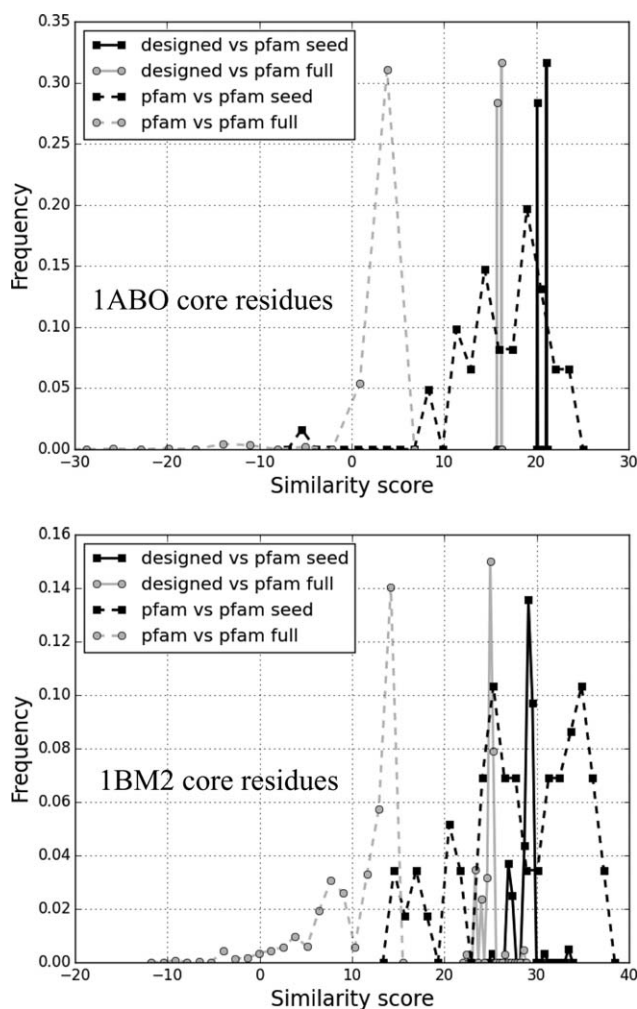 0.35
0.30
0.25
0.20
0.15
0.10
0.05
0.00
Frequency
designed vs pfam seed
designed vs pfam full
pfam vs pfam seed
pfam vs pfam full
1ABO core residues
−30 −20 −10 0 10 20 30
Similarity score
0.16
0.14
0.12
0.10
0.08
0.06
0.04
0.02
0.00
Frequency
designed vs pfam seed
designed vs pfam full
pfam vs pfam seed
pfam vs pfam full
1BM2 core residues
−20 −10 0 10 20 30 40
Similarity score